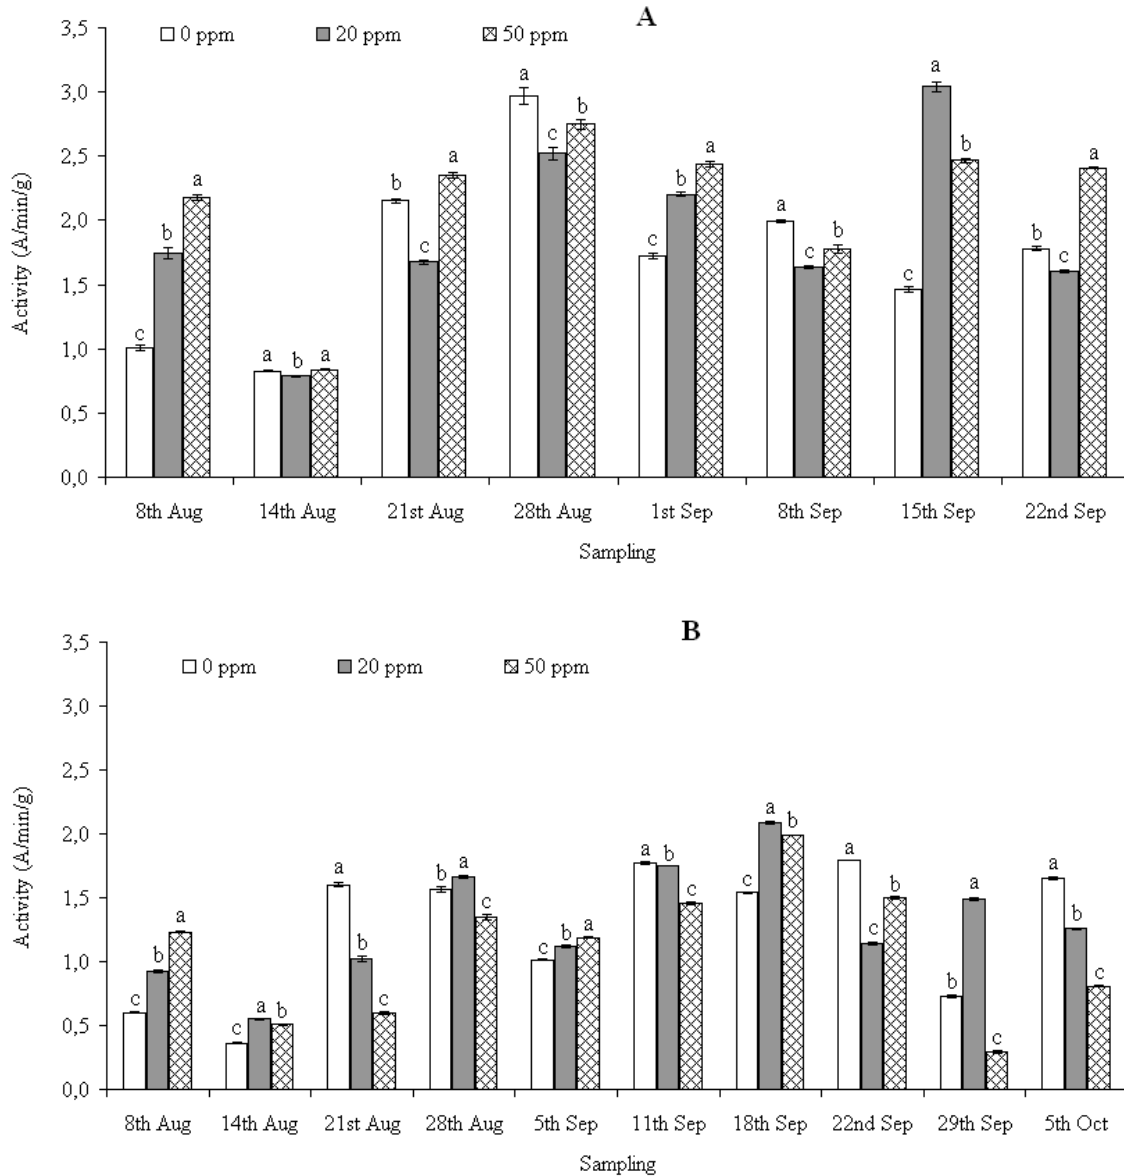 A
3,5
0 ppm 20 ppm 50 ppm
3,0
2,5
2,0
1,5
1,0
0,5
0,0
Activity (A/min/g)
c b a
a b a
b c a
a c b
c b a
a c b
c a b
b c a
8th Aug 14th Aug 21st Aug 28th Aug 1st Sep 8th Sep 15th Sep 22nd Sep
Sampling
B
3,5
0 ppm 20 ppm 50 ppm
3,0
2,5
2,0
1,5
1,0
0,5
0,0
Activity (A/min/g)
c b a
c a b
a b c
b a c
c b a
a b c
c a b
a c b
b a c
a b c
8th Aug 14th Aug 21st Aug 28th Aug 5th Sep 11th Sep 18th Sep 22nd Sep 29th Sep 5th Oct
Sampling